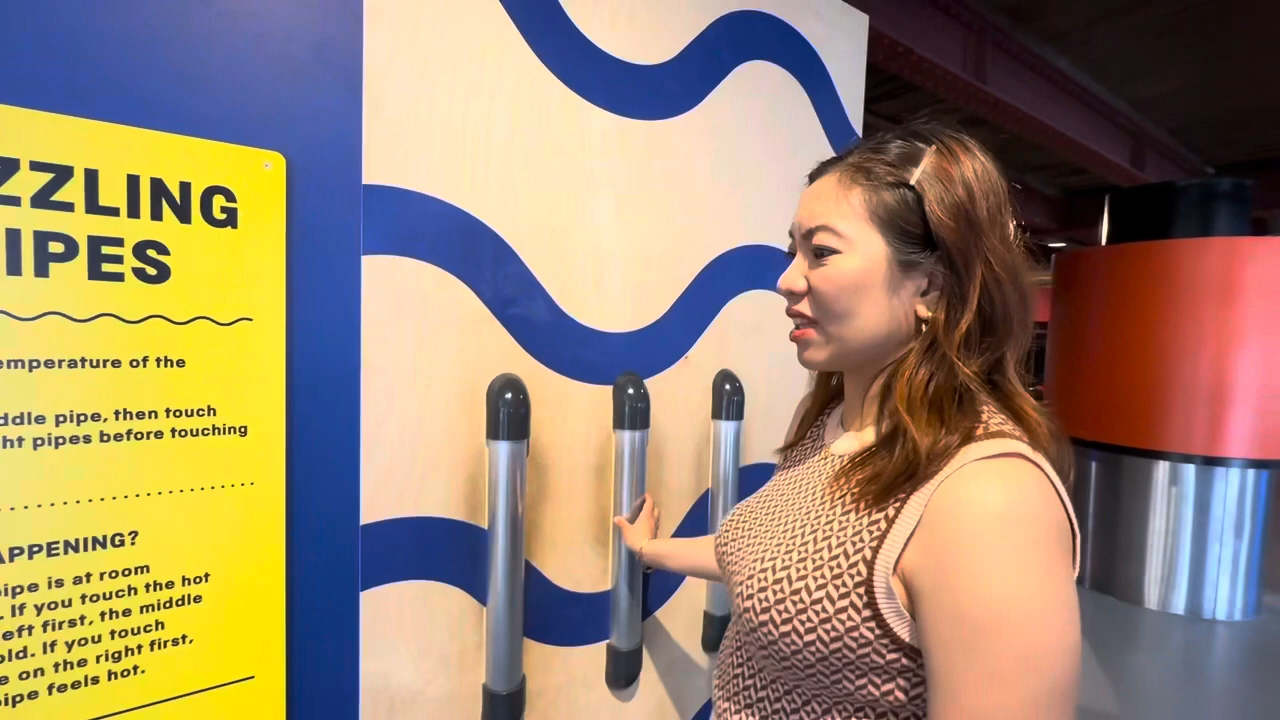 ZZLING
IPES
emperature of the
ddle pipe, then touch
ht pipes before touching
APPENING?
pipe is at room
. If you touch the hot
eft first, the middle
old. If you touch
e on the right first,
pipe feels hot.